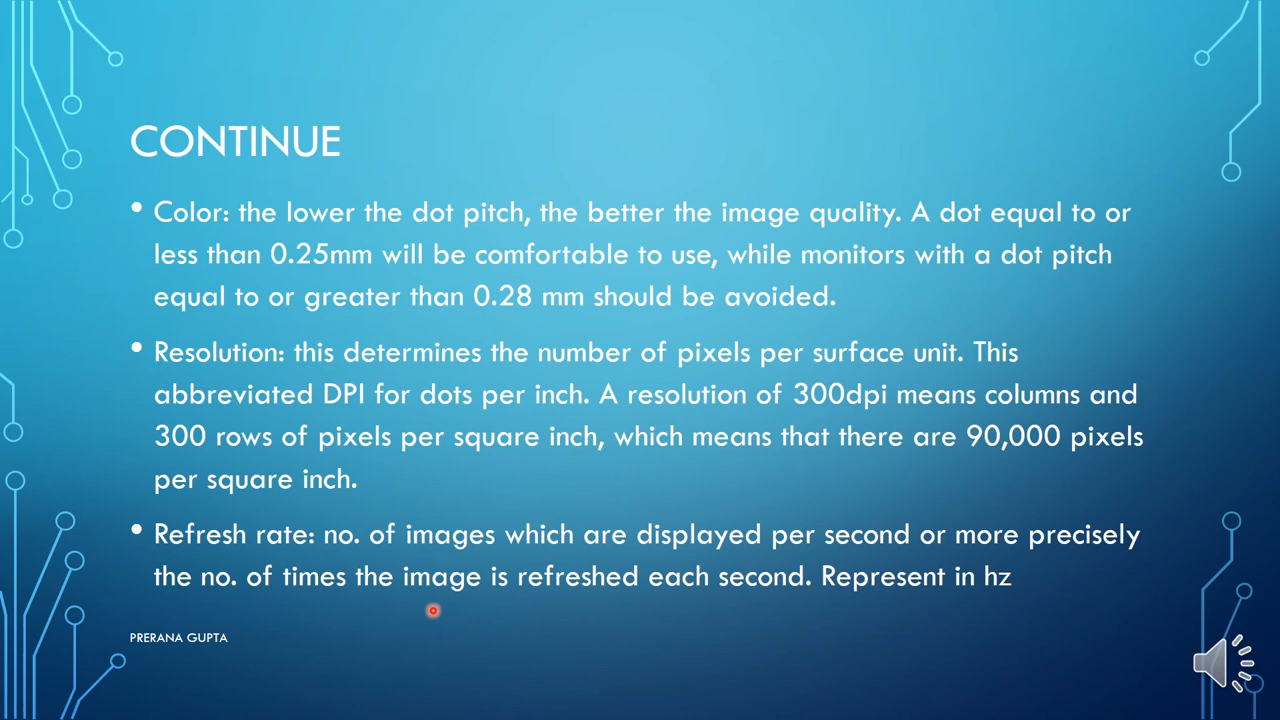 CONTINUE
• Color: the lower the dot pitch, the better the image quality. A dot equal to or
less than 0.25mm will be comfortable to use, while monitors with a dot pitch
equal to or greater than 0.28 mm should be avoided.
• Resolution: this determines the number of pixels per surface unit. This
abbreviated DPI for dots per inch. A resolution of 300dpi means columns and
300 rows of pixels per square inch, which means that there are 90,000 pixels
per square inch.
• Refresh rate: no. of images which are displayed per second or more precisely
the no. of times the image is refreshed each second. Represent in hz
PRERANA GUPTA